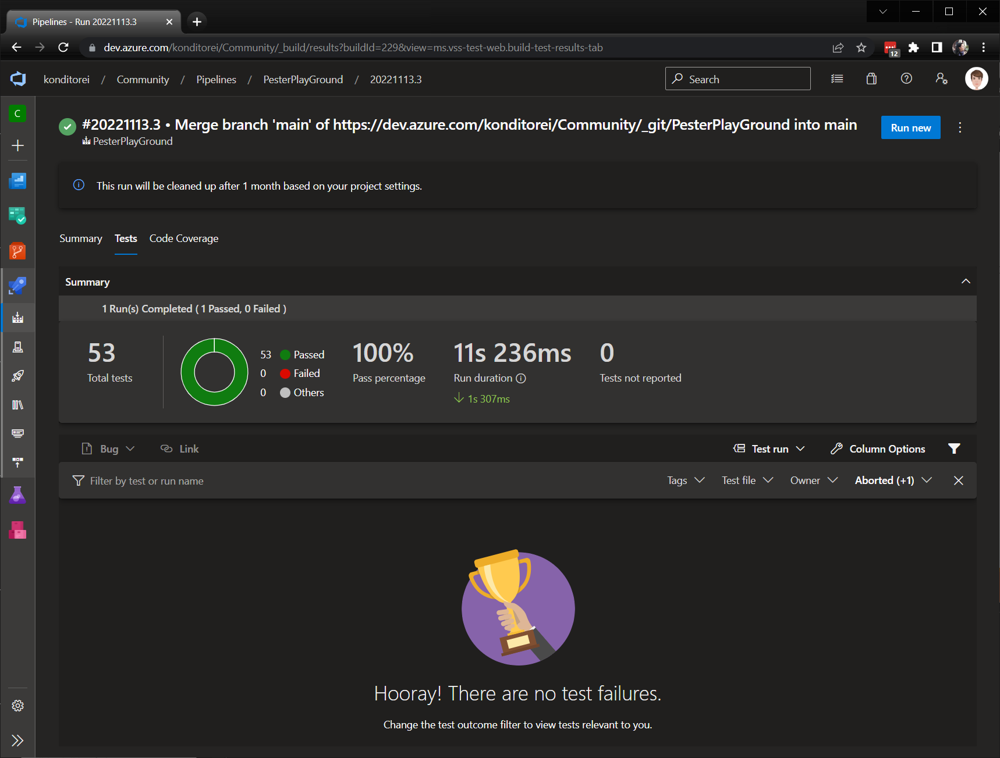 Pipelines - Run 20221113.3
dev.azure.com/konditorei/Community/_build/results?buildId=229&view=ms.vss-test-web.build-test-results-tab
12
konditorei / Community / Pipelines / PesterPlayGround / 20221113.3
Search
C
#20221113.3 • Merge branch 'main' of https://dev.azure.com/konditorei/Community/_git/PesterPlayGround into main
PesterPlayGround
Run new
This run will be cleaned up after 1 month based on your project settings.
Summary Tests Code Coverage
Summary
1 Run(s) Completed ( 1 Passed, 0 Failed )
53
Total tests
53 Passed
0 Failed
0 Others
100%
Pass percentage
11s 236ms
Run duration
1s 307ms
0
Tests not reported
Bug Link Test run Column Options
Filter by test or run name Tags Test file Owner Aborted (+1)
Hooray! There are no test failures.
Change the test outcome filter to view tests relevant to you.